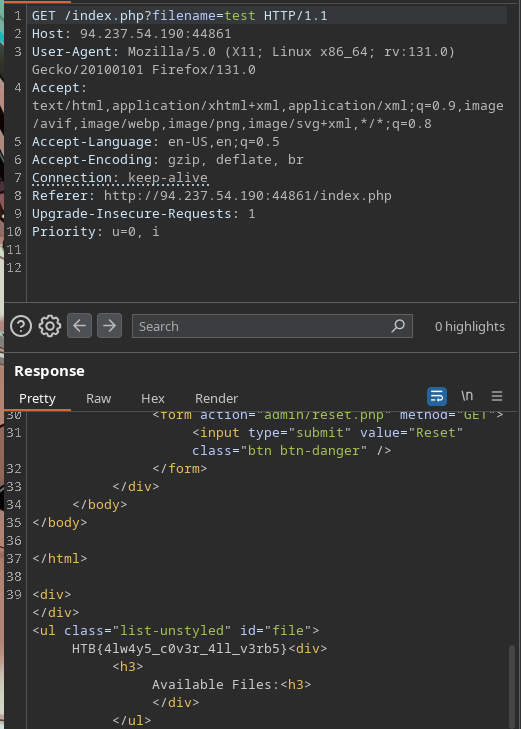 1 GET /index.php?filename=test HTTP/1.1
2 Host: 94.237.54.190:44861
3 User-Agent: Mozilla/5.0 (X11; Linux x86_64; rv:131.0)
Gecko/20100101 Firefox/131.0
4 Accept:
text/html,application/xhtml+xml,application/xml;q=0.9,image
/avif,image/webp,image/png,image/svg+xml,*/*;q=0.8
5 Accept-Language: en-US,en;q=0.5
6 Accept-Encoding: gzip, deflate, br
7 Connection: keep-alive
8 Referer: http://94.237.54.190:44861/index.php
9 Upgrade-Insecure-Requests: 1
10 Priority: u=0, i
11
12
Search 0 highlights
Response
Pretty Raw Hex Render \n
30 <form action="admin/reset.php" method="GET">
31 <input type="submit" value="Reset"
class="btn btn-danger" />
32 </form>
33 </div>
34 </body>
35 </body>
36
37 </html>
38
39 <div>
</div>
<ul class="list-unstyled" id="file">
HTB{4lw4y5_c0v3r_4ll_v3rb5}<div>
<h3>
Available Files:<h3>
</div>
</ul>